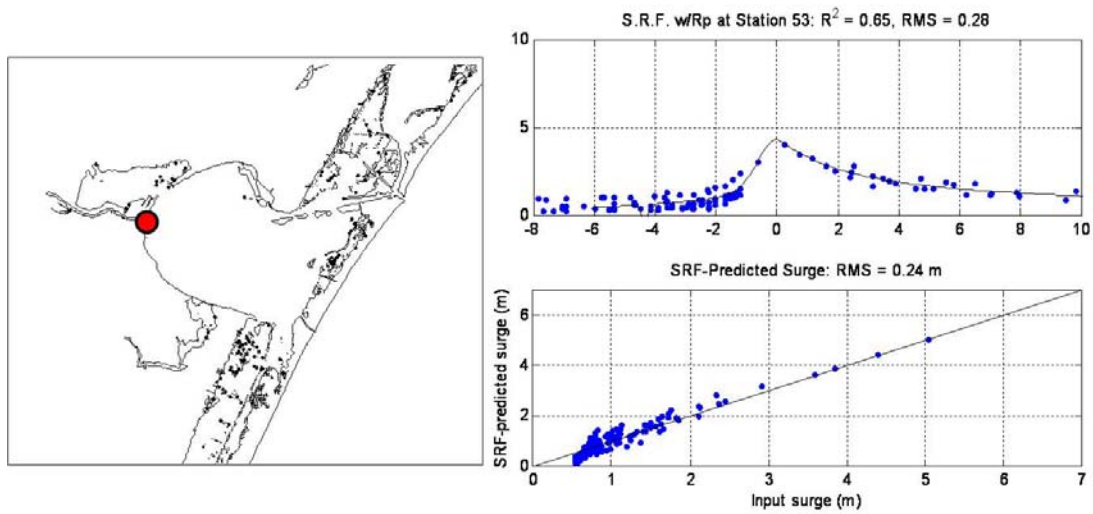 S.R.F. w/Rp at Station 53: R² = 0.65, RMS = 0.28
10
5
0
-8 -6 -4 -2 0 2 4 6 8 10
SRF-Predicted Surge: RMS = 0.24 m
SRF-predicted surge (m)
6
4
2
0
0 1 2 3 4 5 6 7
Input surge (m)